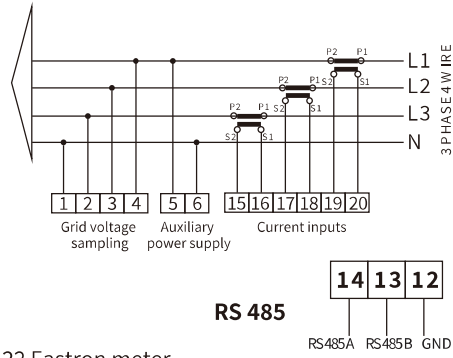 P2 P1
L1
S2 S1
P2 P1
L2
S2 S1
P2 P1
L3
S2 S1
N
3 PHASE 4 WIRE
1 2 3 4 5 6 15 16 17 18 19 20
Grid voltage
sampling
Auxiliary
power supply
Current inputs
14 13 12
RS 485
RS485A RS485B GND